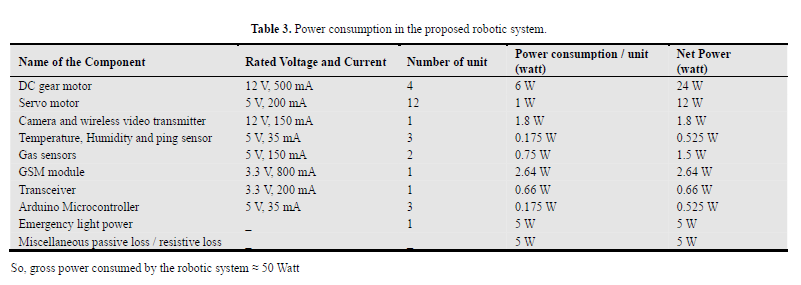 Table 3. Power consumption in the proposed robotic system.
Name of the Component Rated Voltage and Current Number of unit Power consumption / unit (watt) Net Power (watt)
DC gear motor 12 V, 500 mA 4 6 W 24 W
Servo motor 5 V, 200 mA 12 1 W 12 W
Camera and wireless video transmitter 12 V, 150 mA 1 1.8 W 1.8 W
Temperature, Humidity and ping sensor 5 V, 35 mA 3 0.175 W 0.525 W
Gas sensors 5 V, 150 mA 2 0.75 W 1.5 W
GSM module 3.3 V, 800 mA 1 2.64 W 2.64 W
Transceiver 3.3 V, 200 mA 1 0.66 W 0.66 W
Arduino Microcontroller 5 V, 35 mA 3 0.175 W 0.525 W
Emergency light power _ 1 5 W 5 W
Miscellaneous passive loss / resistive loss _ _ 5 W 5 W
So, gross power consumed by the robotic system ≈ 50 Watt